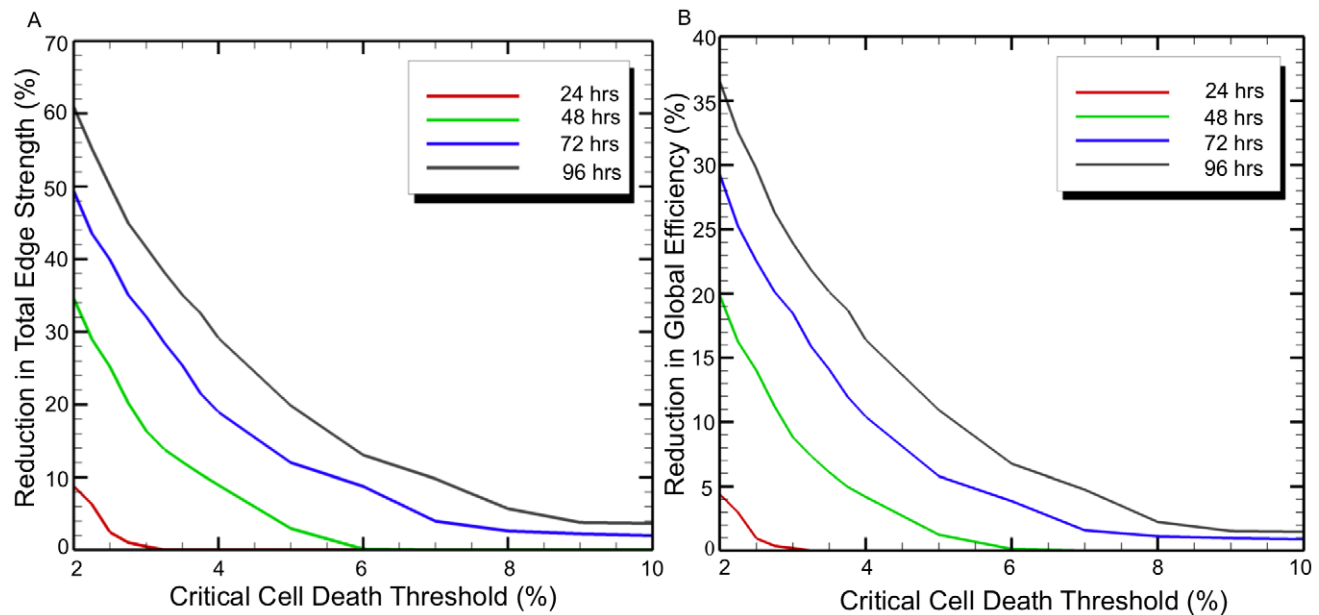 A
Reduction in Total Edge Strength (%)
70
60
50
40
30
20
10
0
2
4
6
8
10
Critical Cell Death Threshold (%)
24 hrs
48 hrs
72 hrs
96 hrs
B
Reduction in Global Efficiency (%)
40
35
30
25
20
15
10
5
0
2
4
6
8
10
Critical Cell Death Threshold (%)
24 hrs
48 hrs
72 hrs
96 hrs